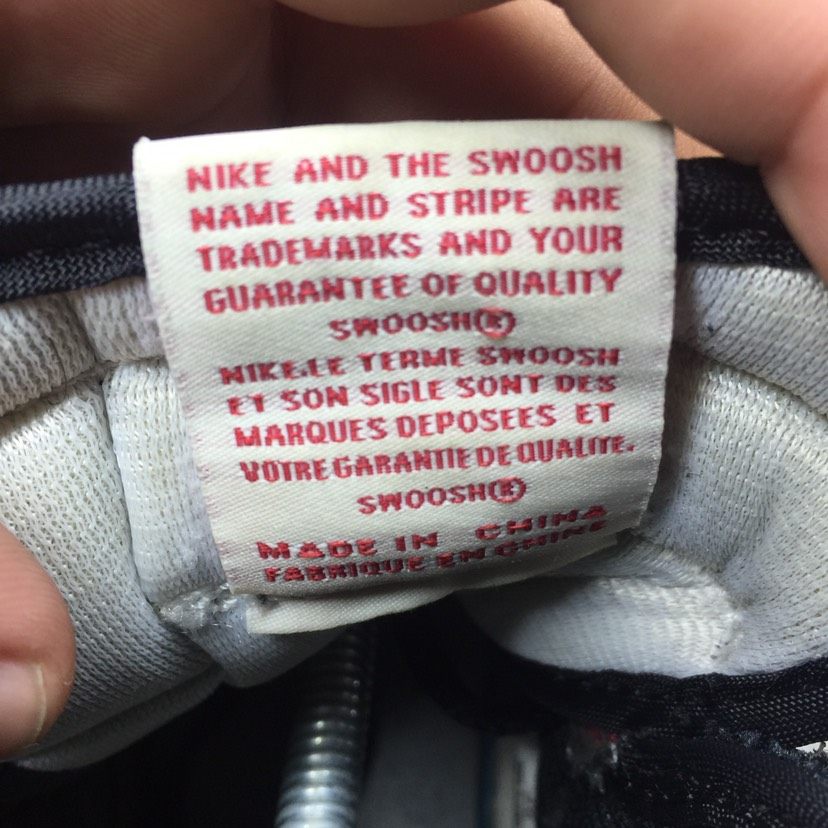 NIKE AND THE SWOOSH
NAME AND STRIPE ARE
TRADEMARKS AND YOUR
GUARANTEE OF QUALITY
SWOOSH®
NIKE.LE TERME SWOOSH
ET SON SIGLE SONT DES
MARQUES DEPOSEES ET
VOTRE GARANTIE DE QUALITE.
SWOOSH®
MADE IN CHINA
FABRIQUE EN CHINE